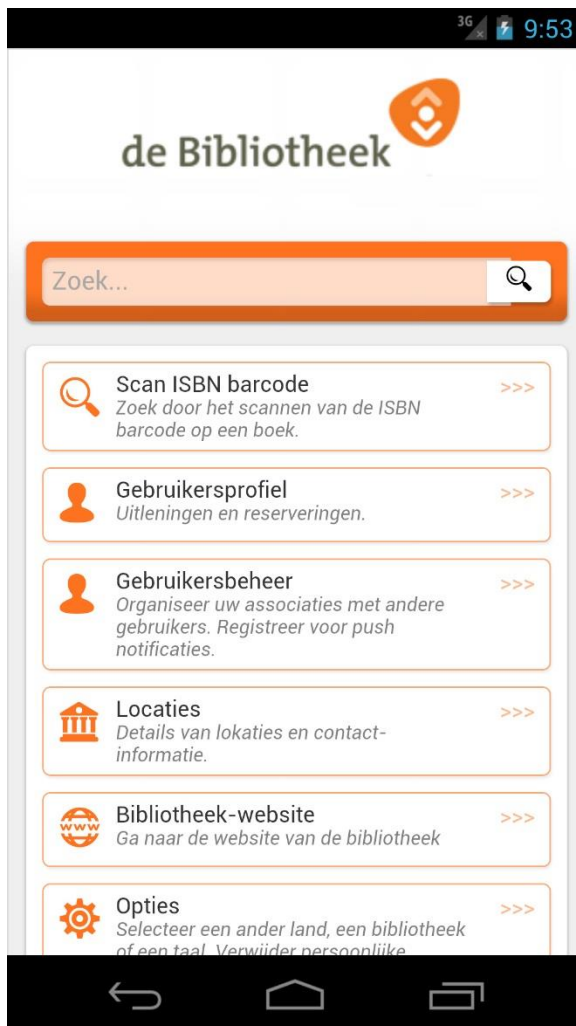 3G 9:53
de Bibliotheek
Zoek...
Scan ISBN barcode >>>
Zoek door het scannen van de ISBN
barcode op een boek.
Gebruikersprofiel >>>
Uitleningen en reserveringen.
Gebruikersbeheer >>>
Organiseer uw associaties met andere
gebruikers. Registreer voor push
notificaties.
Locaties >>>
Details van lokaties en contact-
informatie.
www
Bibliotheek-website >>>
Ga naar de website van de bibliotheek
Opties >>>
Selecteer een ander land, een bibliotheek
of een taal. Verwijder persoonlijke